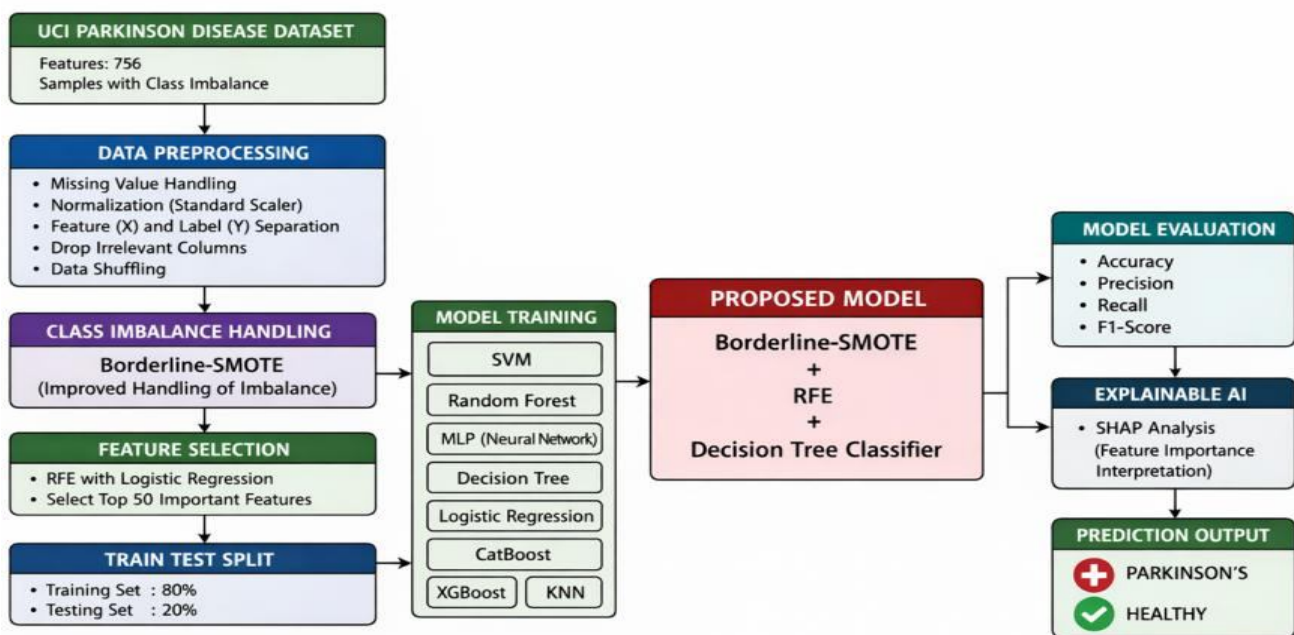 UCI PARKINSON DISEASE DATASET
Features: 756
Samples with Class Imbalance
DATA PREPROCESSING
• Missing Value Handling
• Normalization (Standard Scaler)
• Feature (X) and Label (Y) Separation
• Drop Irrelevant Columns
• Data Shuffling
CLASS IMBALANCE HANDLING
Borderline-SMOTE
(Improved Handling of Imbalance)
FEATURE SELECTION
• RFE with Logistic Regression
• Select Top 50 Important Features
TRAIN TEST SPLIT
• Training Set : 80%
• Testing Set : 20%
MODEL TRAINING
SVM
Random Forest
MLP (Neural Network)
Decision Tree
Logistic Regression
CatBoost
XGBoost
KNN
PROPOSED MODEL
Borderline-SMOTE
+
RFE
+
Decision Tree Classifier
MODEL EVALUATION
• Accuracy
• Precision
• Recall
• F1-Score
EXPLAINABLE AI
• SHAP Analysis
(Feature Importance
Interpretation)
PREDICTION OUTPUT
PARKINSON'S
HEALTHY